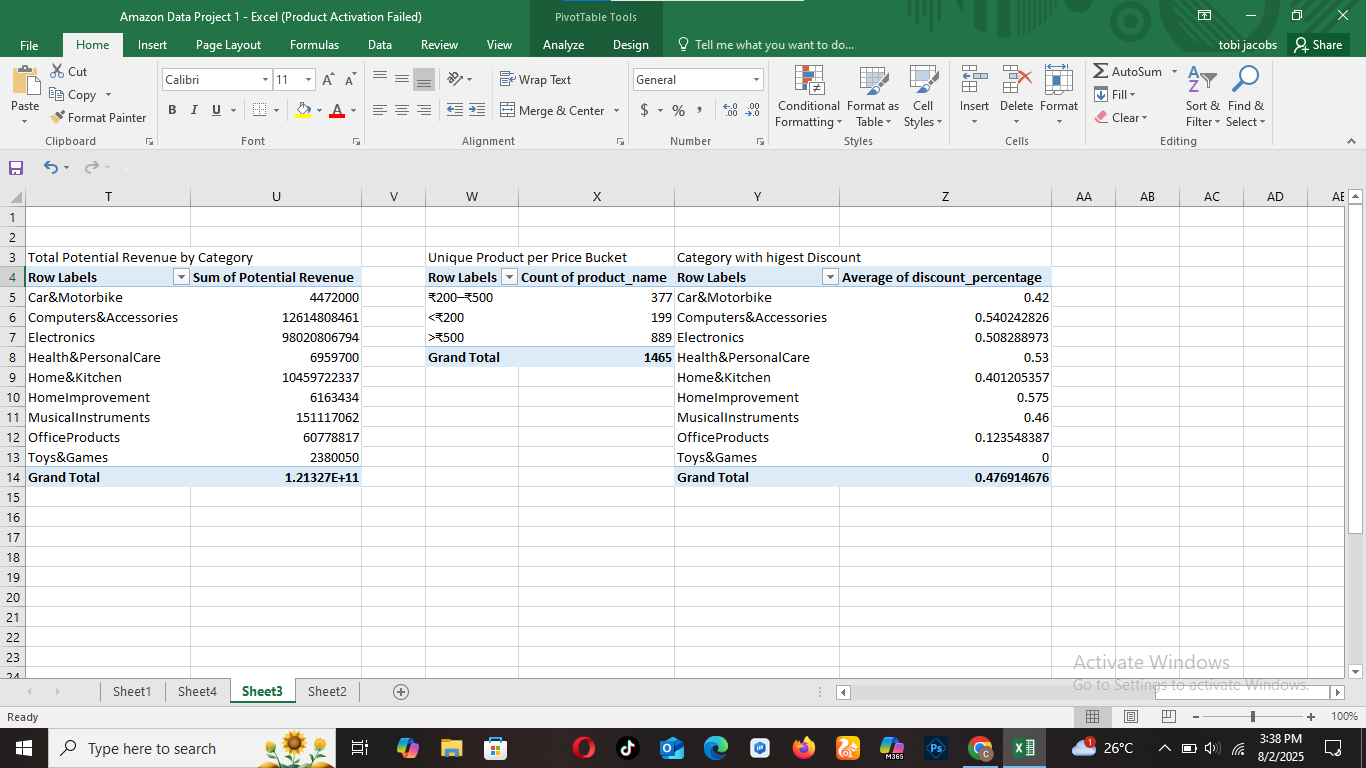 Amazon Data Project 1 - Excel (Product Activation Failed)
PivotTable Tools
File Home Insert Page Layout Formulas Data Review View Analyze Design Tell me what you want to do... tobi jacobs Share
Cut
Copy
Format Painter
Paste
Clipboard
Calibri 11
B I U
Font
Wrap Text
Merge & Center
Alignment
General
$ % ,
Number
Conditional Formatting
Format as Table
Cell Styles
Styles
Insert Delete Format
Cells
AutoSum
Fill
Clear
Sort & Filter
Find & Select
Editing
T U V W X Y Z AA AB AC AD AE
1
2
3 Total Potential Revenue by Category Unique Product per Price Bucket Category with higest Discount
4 Row Labels Sum of Potential Revenue Row Labels Count of product_name Row Labels Average of discount_percentage
5 Car&Motorbike 4472000 ₹200–₹500 377 Car&Motorbike 0.42
6 Computers&Accessories 12614808461 <₹200 199 Computers&Accessories 0.540242826
7 Electronics 98020806794 >₹500 889 Electronics 0.508288973
8 Health&PersonalCare 6959700 Grand Total 1465 Health&PersonalCare 0.53
9 Home&Kitchen 10459722337 Home&Kitchen 0.401205357
10 HomeImprovement 6163434 HomeImprovement 0.575
11 MusicalInstruments 151117062 MusicalInstruments 0.46
12 OfficeProducts 60778817 OfficeProducts 0.123548387
13 Toys&Games 2380050 Toys&Games 0
14 Grand Total 1.21327E+11 Grand Total 0.476914676
15
16
17
18
19
20
21
22
23
24
Activate Windows
Go to Settings to activate Windows.
Sheet1 Sheet4 Sheet3 Sheet2
Ready 100%
Type here to search
M365
Ps
1
26°C
3:38 PM
8/2/2025